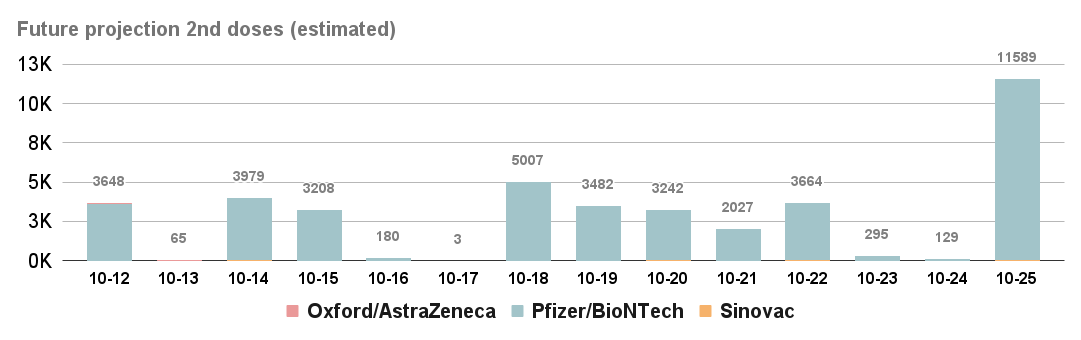 Future projection 2nd doses (estimated)
13K
10K
8K
5K
3K
0K
3648
65
3979
3208
180
3
5007
3482
3242
2027
3664
295
129
11589
10-12 10-13 10-14 10-15 10-16 10-17 10-18 10-19 10-20 10-21 10-22 10-23 10-24 10-25
Oxford/AstraZeneca Pfizer/BioNTech Sinovac